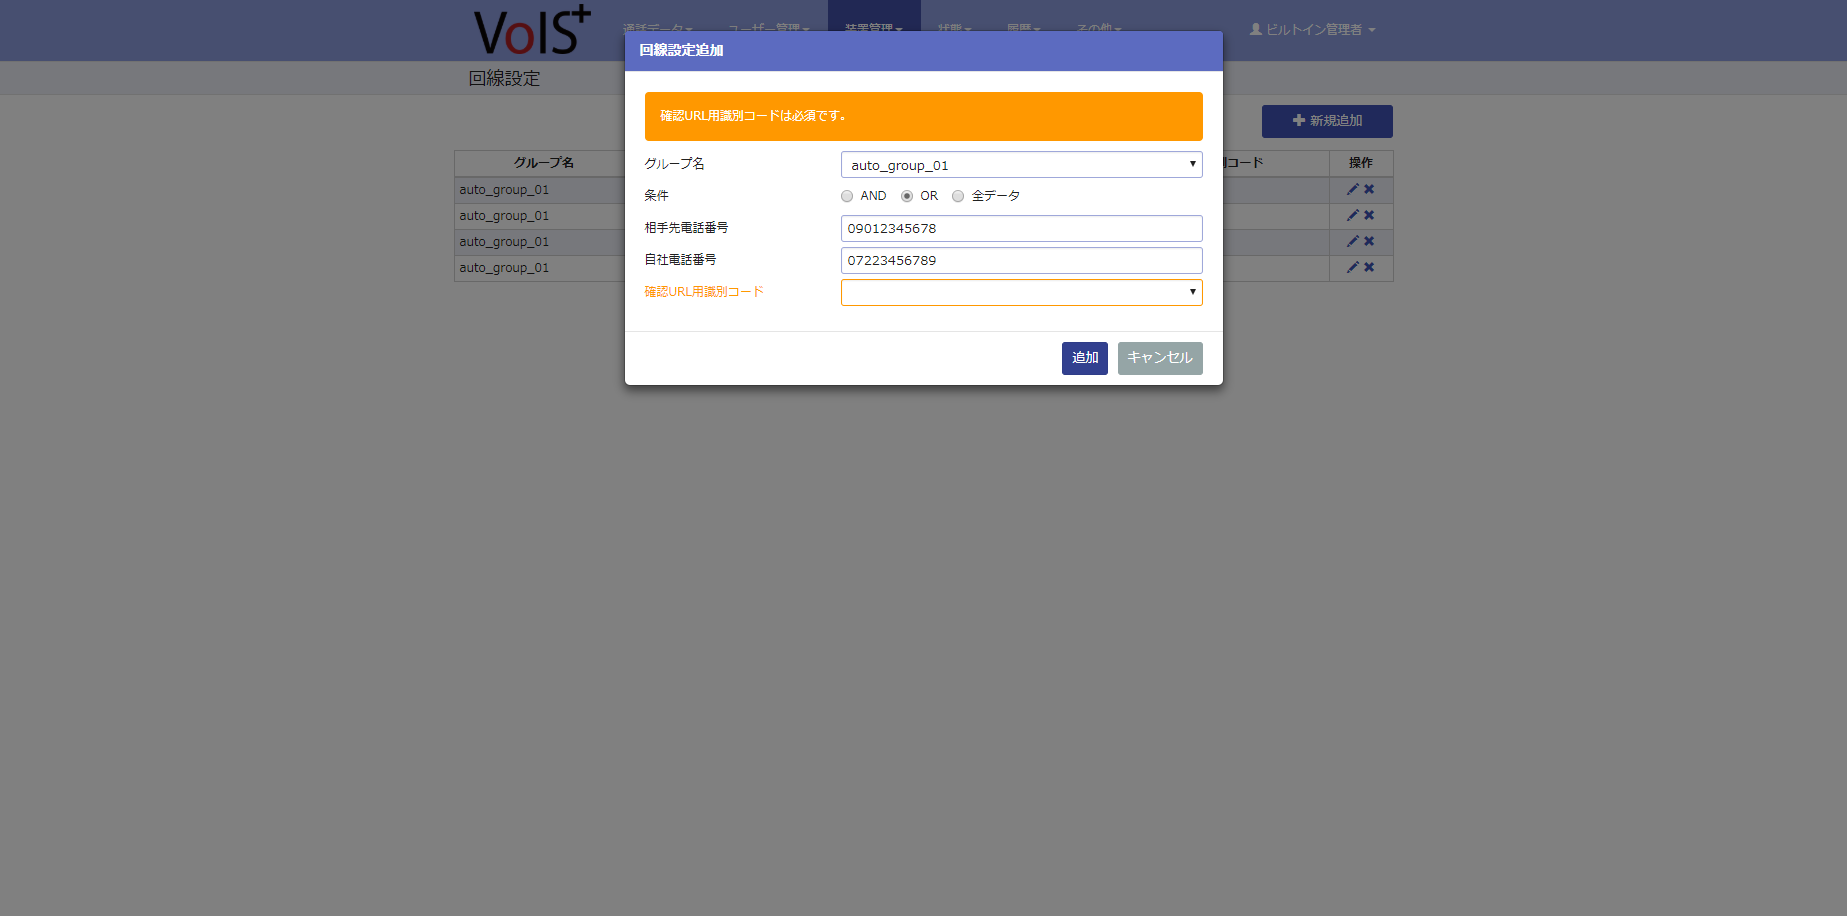 VoIS+
通話データ
ユーザー管理
装置管理
状態
履歴
その他
ビルトイン管理者
回線設定
回線設定追加
確認URL用識別コードは必須です。
新規追加
グループ名
コード
操作
auto_group_01
auto_group_01
auto_group_01
auto_group_01
グループ名
auto_group_01
条件
AND
OR
全データ
相手先電話番号
09012345678
自社電話番号
07223456789
確認URL用識別コード
追加
キャンセル